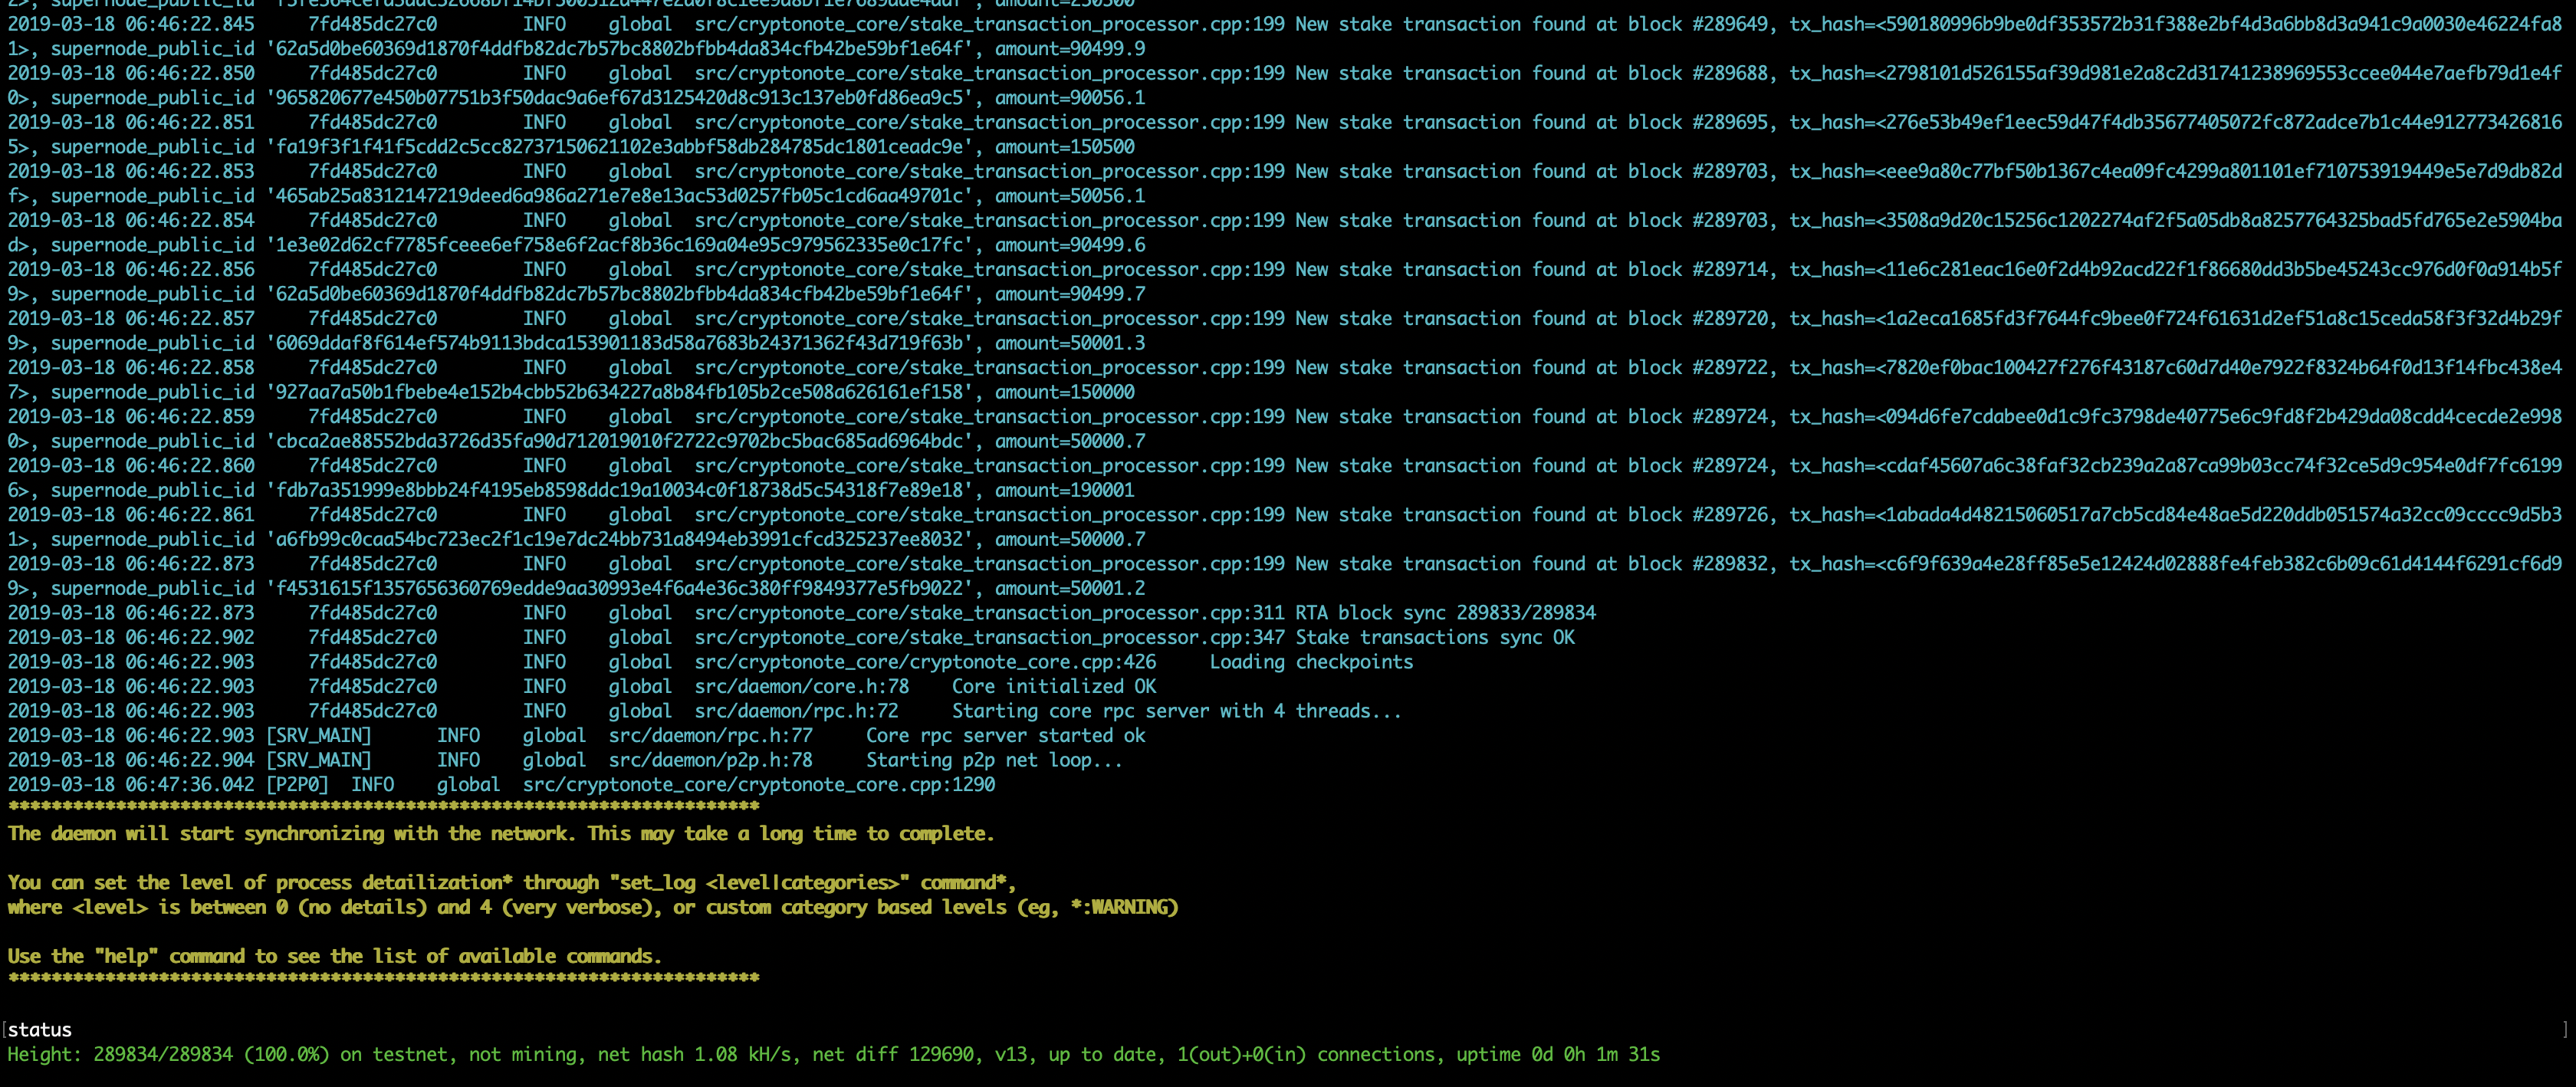 2019-03-18 06:46:22.845 7fd485dc27c0 INFO global src/cryptonote_core/stake_transaction_processor.cpp:199 New stake transaction found at block #289649, tx_hash=<590180996b9be0df353572b31f388e2bf4d3a6bb8d3a941c9a0030e46224fa8
1>, supernode_public_id '62a5d0be60369d1870f4ddfb82dc7b57bc8802bfbb4da834cfb42be59bf1e64f', amount=90499.9
2019-03-18 06:46:22.850 7fd485dc27c0 INFO global src/cryptonote_core/stake_transaction_processor.cpp:199 New stake transaction found at block #289688, tx_hash=<2798101d526155af39d981e2a8c2d31741238969553ccee044e7aefb79d1e4f
0>, supernode_public_id '965820677e450b07751b3f50dac9a6ef67d3125420d8c913c137eb0fd86ea9c5', amount=90056.1
2019-03-18 06:46:22.851 7fd485dc27c0 INFO global src/cryptonote_core/stake_transaction_processor.cpp:199 New stake transaction found at block #289695, tx_hash=<276e53b49ef1eec59d47f4db35677405072fc872adce7b1c44e912773426816
5>, supernode_public_id 'fa19f3f1f41f5cdd2c5cc82737150621102e3abbf58db284785dc1801ceadc9e', amount=150500
2019-03-18 06:46:22.853 7fd485dc27c0 INFO global src/cryptonote_core/stake_transaction_processor.cpp:199 New stake transaction found at block #289703, tx_hash=<eee9a80c77bf50b1367c4ea09fc4299a801101ef710753919449e5e7d9db82d
f>, supernode_public_id '465ab25a8312147219deed6a986a271e7e8e13ac53d0257fb05c1cd6aa49701c', amount=50056.1
2019-03-18 06:46:22.854 7fd485dc27c0 INFO global src/cryptonote_core/stake_transaction_processor.cpp:199 New stake transaction found at block #289703, tx_hash=<3508a9d20c15256c1202274af2f5a05db8a8257764325bad5fd765e2e5904ba
d>, supernode_public_id '1e3e02d62cf7785fceee6ef758e6f2acf8b36c169a04e95c979562335e0c17fc', amount=90499.6
2019-03-18 06:46:22.856 7fd485dc27c0 INFO global src/cryptonote_core/stake_transaction_processor.cpp:199 New stake transaction found at block #289714, tx_hash=<11e6c281eac16e0f2d4b92acd22f1f86680dd3b5be45243cc976d0f0a914b5f
9>, supernode_public_id '62a5d0be60369d1870f4ddfb82dc7b57bc8802bfbb4da834cfb42be59bf1e64f', amount=90499.7
2019-03-18 06:46:22.857 7fd485dc27c0 INFO global src/cryptonote_core/stake_transaction_processor.cpp:199 New stake transaction found at block #289720, tx_hash=<1a2eca1685fd3f7644fc9bee0f724f61631d2ef51a8c15ceda58f3f32d4b29f
9>, supernode_public_id '6069ddaf8f614ef574b9113bdca153901183d58a7683b24371362f43d719f63b', amount=50001.3
2019-03-18 06:46:22.858 7fd485dc27c0 INFO global src/cryptonote_core/stake_transaction_processor.cpp:199 New stake transaction found at block #289722, tx_hash=<7820ef0bac100427f276f43187c60d7d40e7922f8324b64f0d13f14fbc438e4
7>, supernode_public_id '927aa7a50b1fbebe4e152b4cbb52b634227a8b84fb105b2ce508a626161ef158', amount=150000
2019-03-18 06:46:22.859 7fd485dc27c0 INFO global src/cryptonote_core/stake_transaction_processor.cpp:199 New stake transaction found at block #289724, tx_hash=<094d6fe7cdabee0d1c9fc3798de40775e6c9fd8f2b429da08cdd4cecde2e998
0>, supernode_public_id 'cbca2ae88552bda3726d35fa90d712019010f2722c9702bc5bac685ad6964bdc', amount=50000.7
2019-03-18 06:46:22.860 7fd485dc27c0 INFO global src/cryptonote_core/stake_transaction_processor.cpp:199 New stake transaction found at block #289724, tx_hash=<cdaf45607a6c38faf32cb239a2a87ca99b03cc74f32ce5d9c954e0df7fc6199
6>, supernode_public_id 'fdb7a351999e8bbb24f4195eb8598ddc19a10034c0f18738d5c54318f7e89e18', amount=190001
2019-03-18 06:46:22.861 7fd485dc27c0 INFO global src/cryptonote_core/stake_transaction_processor.cpp:199 New stake transaction found at block #289726, tx_hash=<1abada4d48215060517a7cb5cd84e48ae5d220ddb051574a32cc09cccc9d5b3
1>, supernode_public_id 'a6fb99c0caa54bc723ec2f1c19e7dc24bb731a8494eb3991cfcd325237ee8032', amount=50000.7
2019-03-18 06:46:22.873 7fd485dc27c0 INFO global src/cryptonote_core/stake_transaction_processor.cpp:199 New stake transaction found at block #289832, tx_hash=<c6f9f639a4e28ff85e5e12424d02888fe4feb382c6b09c61d4144f6291cf6d9
9>, supernode_public_id 'f4531615f1357656360769edde9aa30993e4f6a4e36c380ff9849377e5fb9022', amount=50001.2
2019-03-18 06:46:22.873 7fd485dc27c0 INFO global src/cryptonote_core/stake_transaction_processor.cpp:311 RTA block sync 289833/289834
2019-03-18 06:46:22.902 7fd485dc27c0 INFO global src/cryptonote_core/stake_transaction_processor.cpp:347 Stake transactions sync OK
2019-03-18 06:46:22.903 7fd485dc27c0 INFO global src/cryptonote_core/cryptonote_core.cpp:426 Loading checkpoints
2019-03-18 06:46:22.903 7fd485dc27c0 INFO global src/daemon/core.h:78 Core initialized OK
2019-03-18 06:46:22.903 7fd485dc27c0 INFO global src/daemon/rpc.h:72 Starting core rpc server with 4 threads...
2019-03-18 06:46:22.903 [SRV_MAIN] INFO global src/daemon/rpc.h:77 Core rpc server started ok
2019-03-18 06:46:22.904 [SRV_MAIN] INFO global src/daemon/p2p.h:78 Starting p2p net loop...
2019-03-18 06:47:36.042 [P2P0] INFO global src/cryptonote_core/cryptonote_core.cpp:1290
**********************************************************************
The daemon will start synchronizing with the network. This may take a long time to complete.
You can set the level of process detailization* through "set_log <level|categories>" command*,
where <level> is between 0 (no details) and 4 (very verbose), or custom category based levels (eg, *:WARNING)
Use the "help" command to see the list of available commands.
**********************************************************************
[status ]
Height: 289834/289834 (100.0%) on testnet, not mining, net hash 1.08 kH/s, net diff 129690, v13, up to date, 1(out)+0(in) connections, uptime 0d 0h 1m 31s